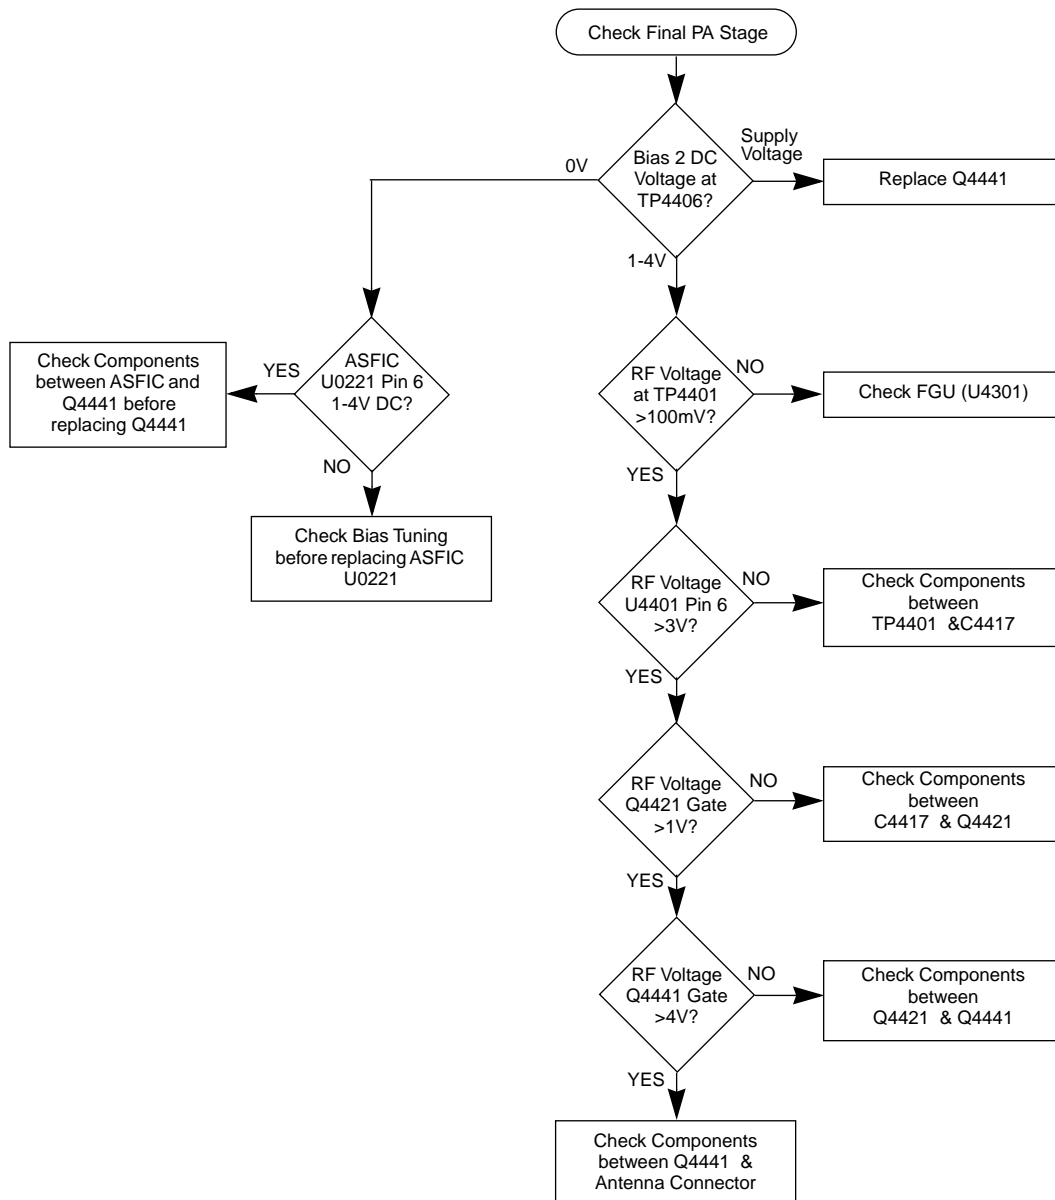 Check Final PA Stage
Bias 2 DC
Voltage at
TP4406?
0V
Supply
Voltage
Replace Q4441
1-4V
ASFIC
U0221 Pin 6
1-4V DC?
YES
Check Components
between ASFIC and
Q4441 before
replacing Q4441
NO
Check Bias Tuning
before replacing ASFIC
U0221
RF Voltage
at TP4401
>100mV?
NO
Check FGU (U4301)
YES
RF Voltage
U4401 Pin 6
>3V?
NO
Check Components
between
TP4401 &C4417
YES
RF Voltage
Q4421 Gate
>1V?
NO
Check Components
between
C4417 & Q4421
YES
RF Voltage
Q4441 Gate
>4V?
NO
Check Components
between
Q4421 & Q4441
YES
Check Components
between Q4441 &
Antenna Connector